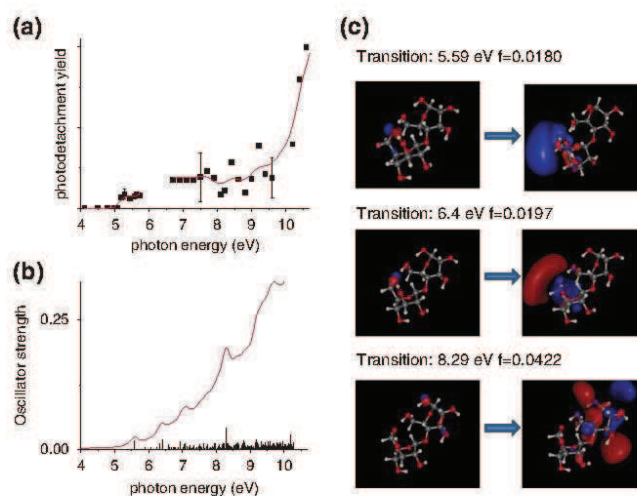 (a)
photodetachment yield
4 5 6 7 8 9 10
photon energy (eV)
(b)
Oscillator strength
0.25
0.00
4 5 6 7 8 9 10
photon energy (eV)
(c)
Transition: 5.59 eV f=0.0180
Transition: 6.4 eV f=0.0197
Transition: 8.29 eV f=0.0422